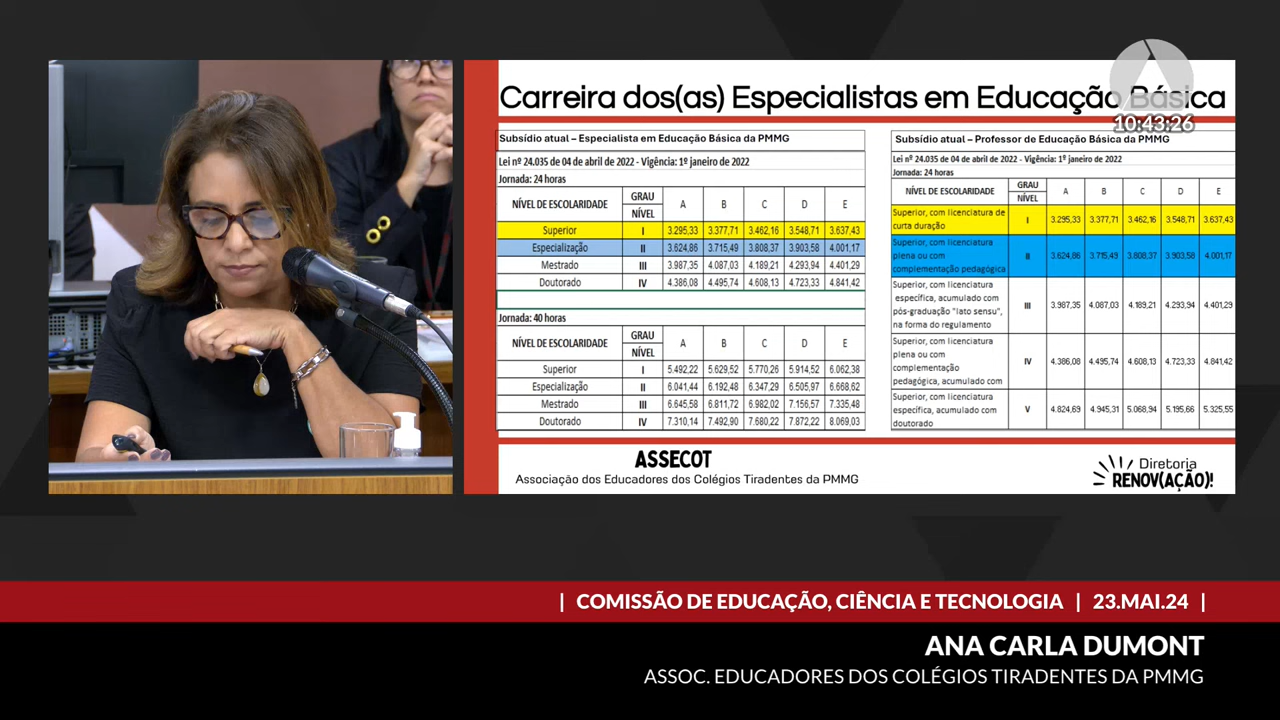 Carreira dos(as) Especialistas em Educação Básica
10:43:26
Subsídio atual – Especialista em Educação Básica da PMMG
Lei nº 24.035 de 04 de abril de 2022 - Vigência: 1º janeiro de 2022
Jornada: 24 horas
NÍVEL DE ESCOLARIDADE GRAU NÍVEL A B C D E
Superior I 3.295,33 3.377,71 3.462,16 3.548,71 3.637,43
Especialização II 3.624,86 3.715,49 3.808,37 3.903,58 4.001,17
Mestrado III 3.987,35 4.087,03 4.189,21 4.293,94 4.401,29
Doutorado IV 4.386,08 4.495,74 4.608,13 4.723,33 4.841,42
Jornada: 40 horas
NÍVEL DE ESCOLARIDADE GRAU NÍVEL A B C D E
Superior I 5.492,22 5.629,52 5.770,26 5.914,52 6.062,38
Especialização II 6.041,44 6.192,48 6.347,29 6.505,97 6.668,62
Mestrado III 6.645,58 6.811,72 6.982,02 7.156,57 7.335,48
Doutorado IV 7.310,14 7.492,90 7.680,22 7.872,22 8.069,03
Subsídio atual – Professor de Educação Básica da PMMG
Lei nº 24.035 de 04 de abril de 2022 - Vigência: 1º janeiro de 2022
Jornada: 24 horas
NÍVEL DE ESCOLARIDADE GRAU NÍVEL A B C D E
Superior, com licenciatura de
curta duração I 3.295,33 3.377,71 3.462,16 3.548,71 3.637,43
Superior, com licenciatura
plena ou com
complementação pedagógica II 3.624,86 3.715,49 3.808,37 3.903,58 4.001,17
Superior, com licenciatura
específica, acumulado com
pós-graduação "lato sensu",
na forma do regulamento III 3.987,35 4.087,03 4.189,21 4.293,94 4.401,29
Superior, com licenciatura
plena ou com
complementação
pedagógica, acumulado com IV 4.386,08 4.495,74 4.608,13 4.723,33 4.841,42
Superior, com licenciatura
específica, acumulado com
doutorado V 4.824,69 4.945,31 5.068,94 5.195,66 5.325,55
ASSECOT
Associação dos Educadores dos Colégios Tiradentes da PMMG
Diretoria
RENOV(AÇÃO)!
| COMISSÃO DE EDUCAÇÃO, CIÊNCIA E TECNOLOGIA | 23.MAI.24 |
ANA CARLA DUMONT
ASSOC. EDUCADORES DOS COLÉGIOS TIRADENTES DA PMMG